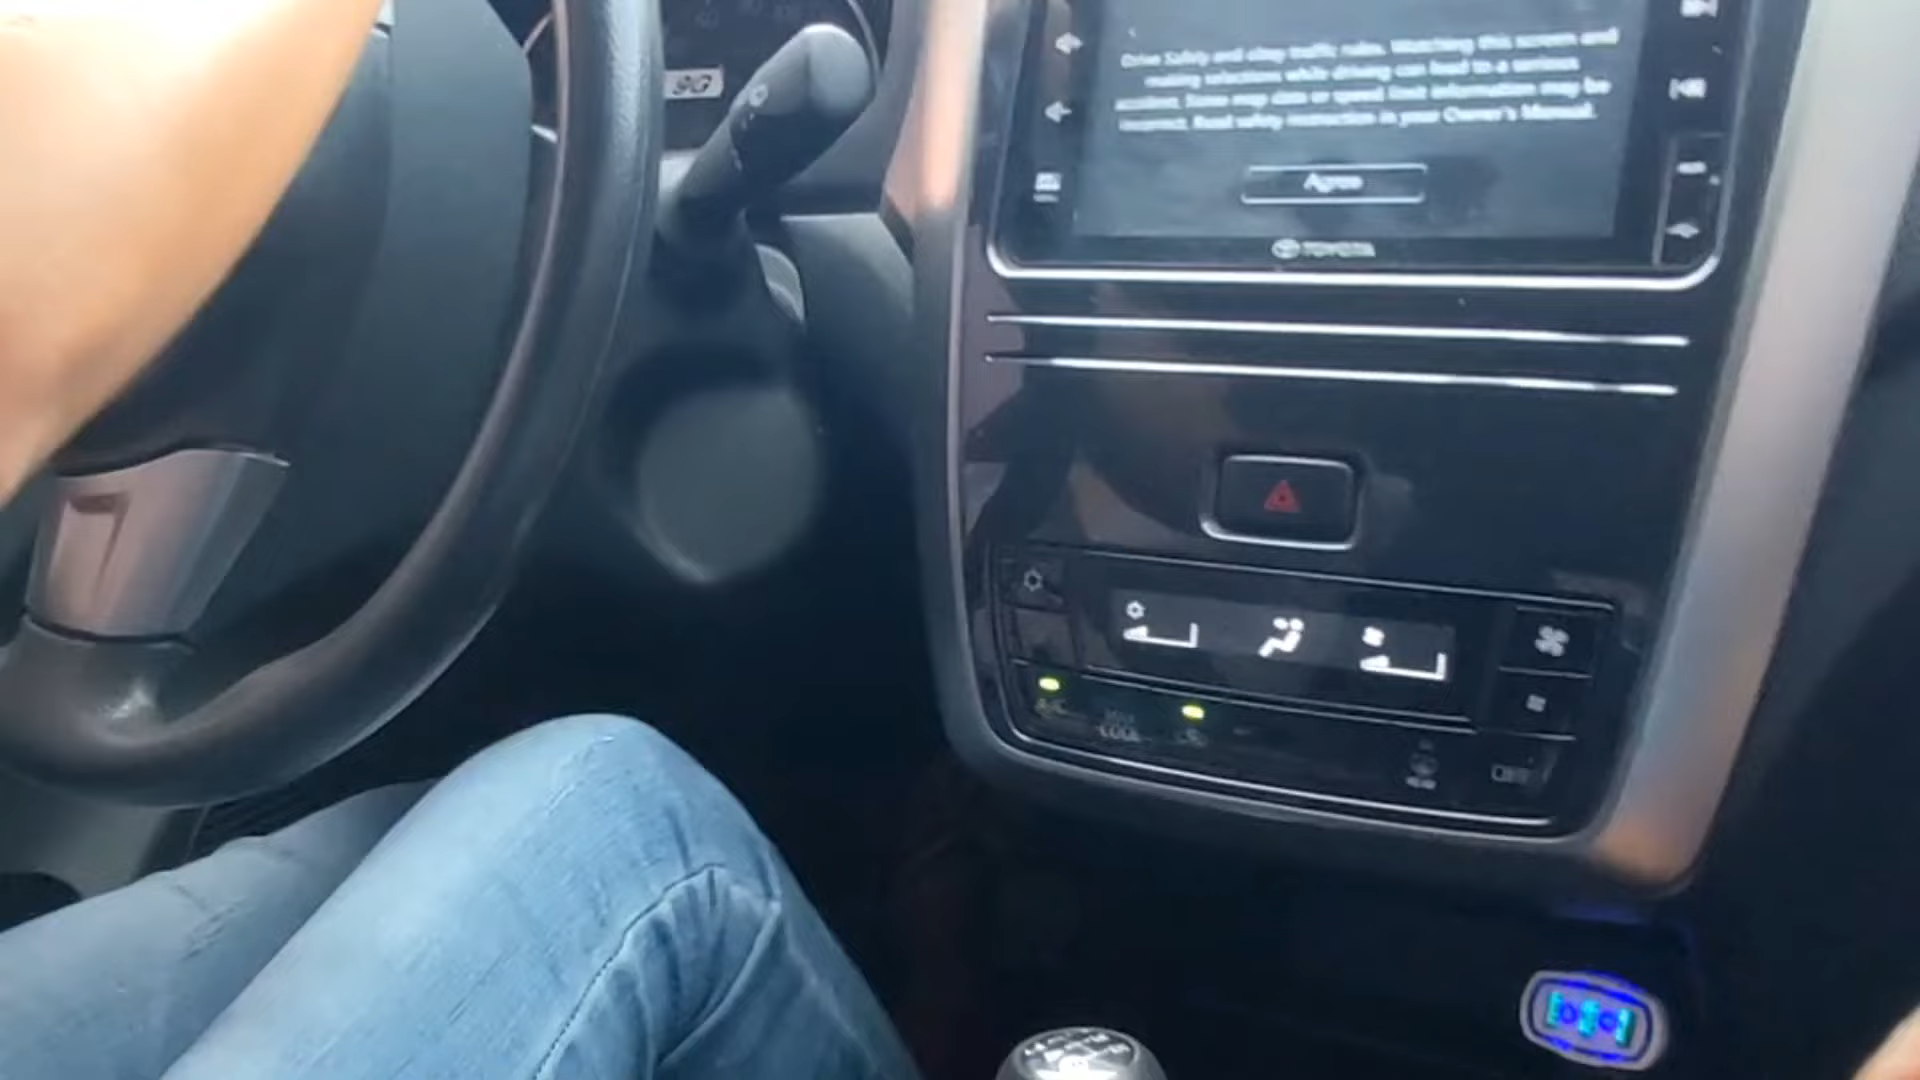 Drive Safely and obey traffic rules. Watching this screen and
making selections while driving can lead to a serious
accident. Some map data or speed limit information may be
incorrect. Read safety instruction in your Owner's Manual.
Agree
TOYOTA
A/C
MAX
COOL
OFF